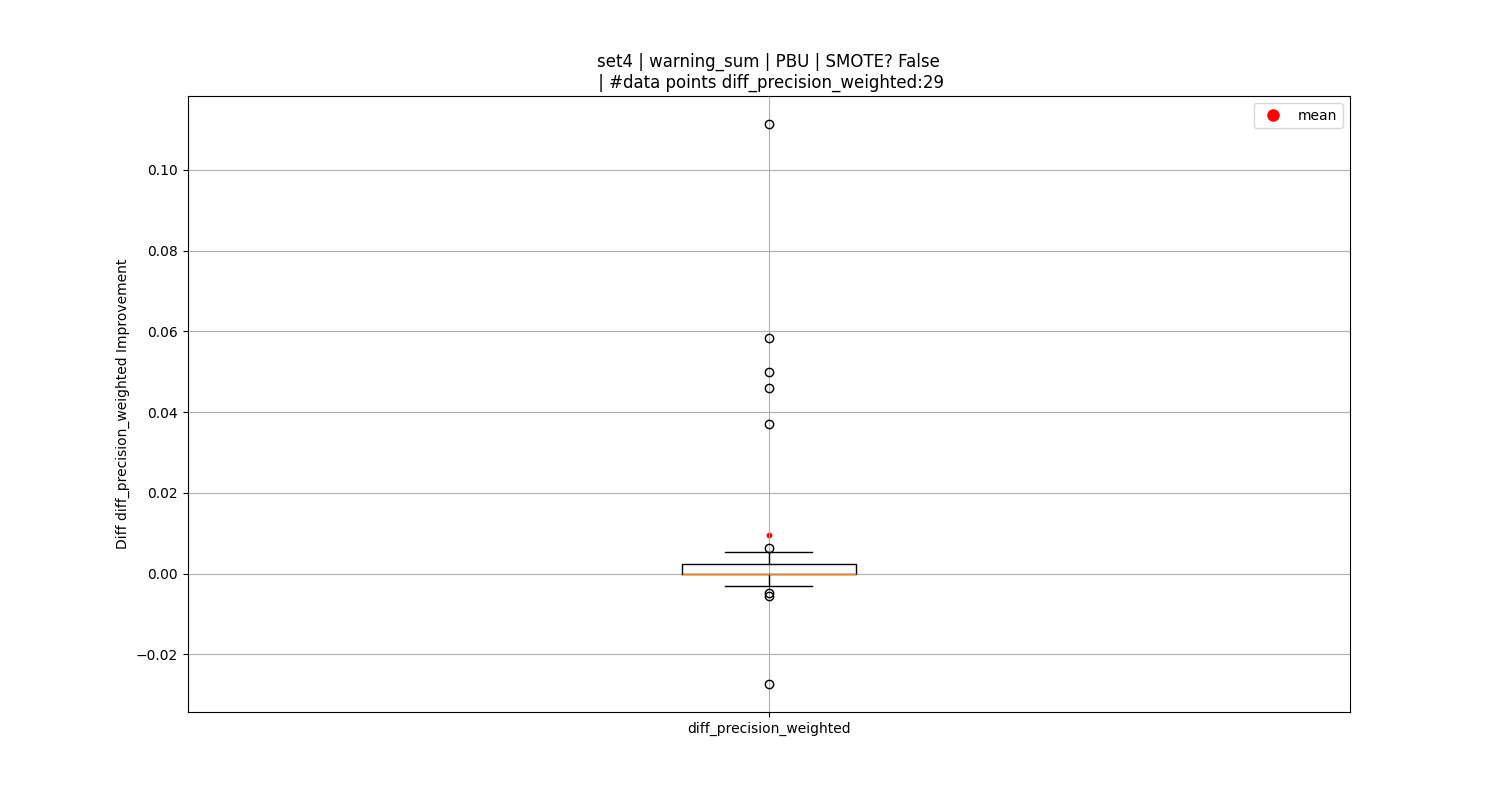 set4 | warning_sum | PBU | SMOTE? False
| #data points diff_precision_weighted:29
mean
0.10
0.08
0.06
0.04
0.02
0.00
−0.02
Diff diff_precision_weighted Improvement
diff_precision_weighted